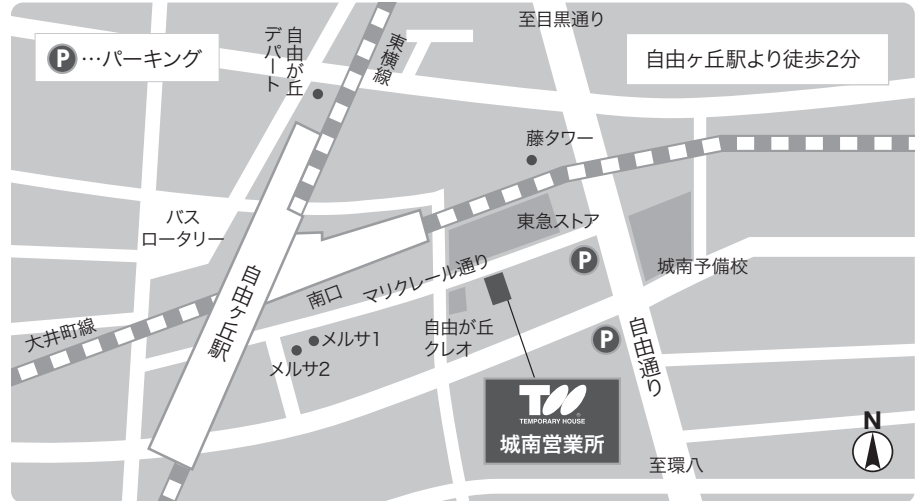 至目黒通り
P…パーキング
自由が丘
デパート
東横線
自由ヶ丘駅より徒歩2分
藤タワー
バス
ロータリー
東急ストア
城南予備校
P
マリクレール通り
南口
自由ヶ丘駅
大井町線
メルサ1
メルサ2
自由が丘
クレオ
P
自由通り
TEMPORARY HOUSE
城南営業所
至環八
N